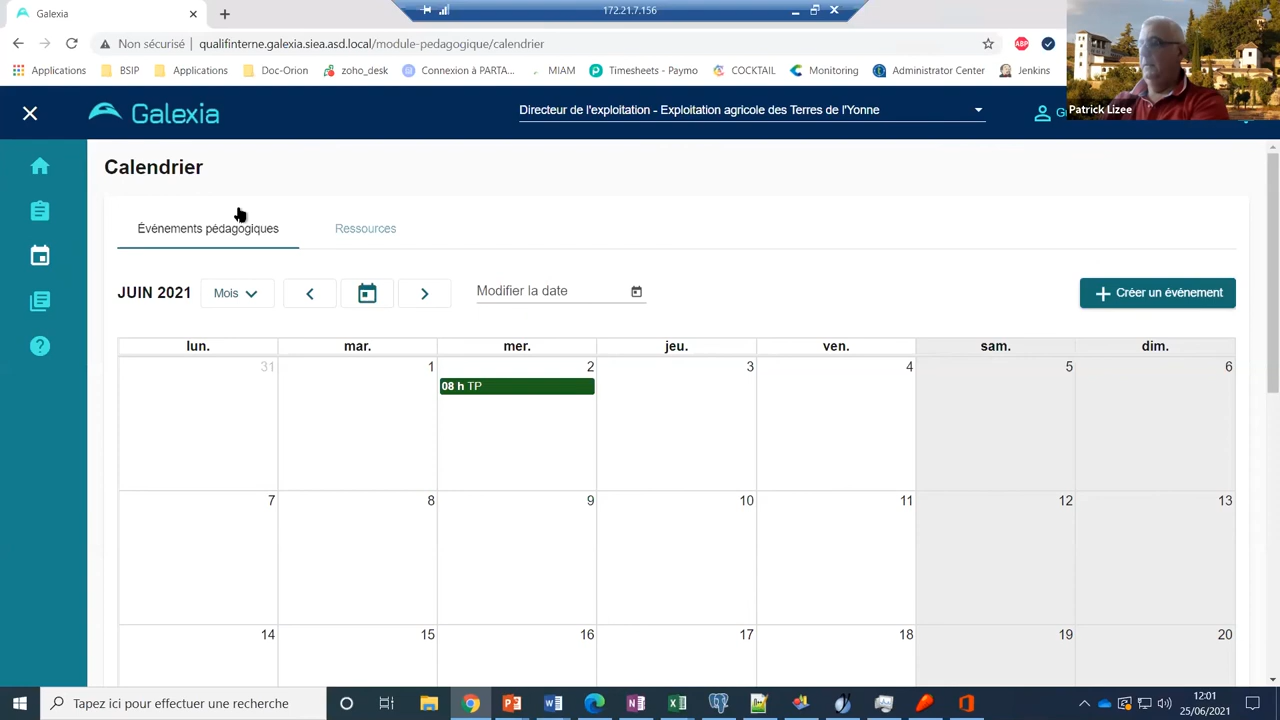 Galexia
172.21.7.156
Non sécurisé
qualifinterne.galexia.sioa.asd.local/module-pedagogique/calendrier
ABP
Applications
BSIP
Applications
Doc-Orion
zoho_desk
Connexion à PARTA...
MIAM
Timesheets - Paymo
COCKTAIL
Monitoring
Administrator Center
Jenkins
Patrick Lizee
Galexia
Directeur de l'exploitation - Exploitation agricole des Terres de l'Yonne
Calendrier
Événements pédagogiques
Ressources
JUIN 2021
Mois
Modifier la date
Créer un événement
lun. mar. mer. jeu. ven. sam. dim.
31 1 2 3 4 5 6
08 h TP
7 8 9 10 11 12 13
14 15 16 17 18 19 20
Tapez ici pour effectuer une recherche
12:01
25/06/2021